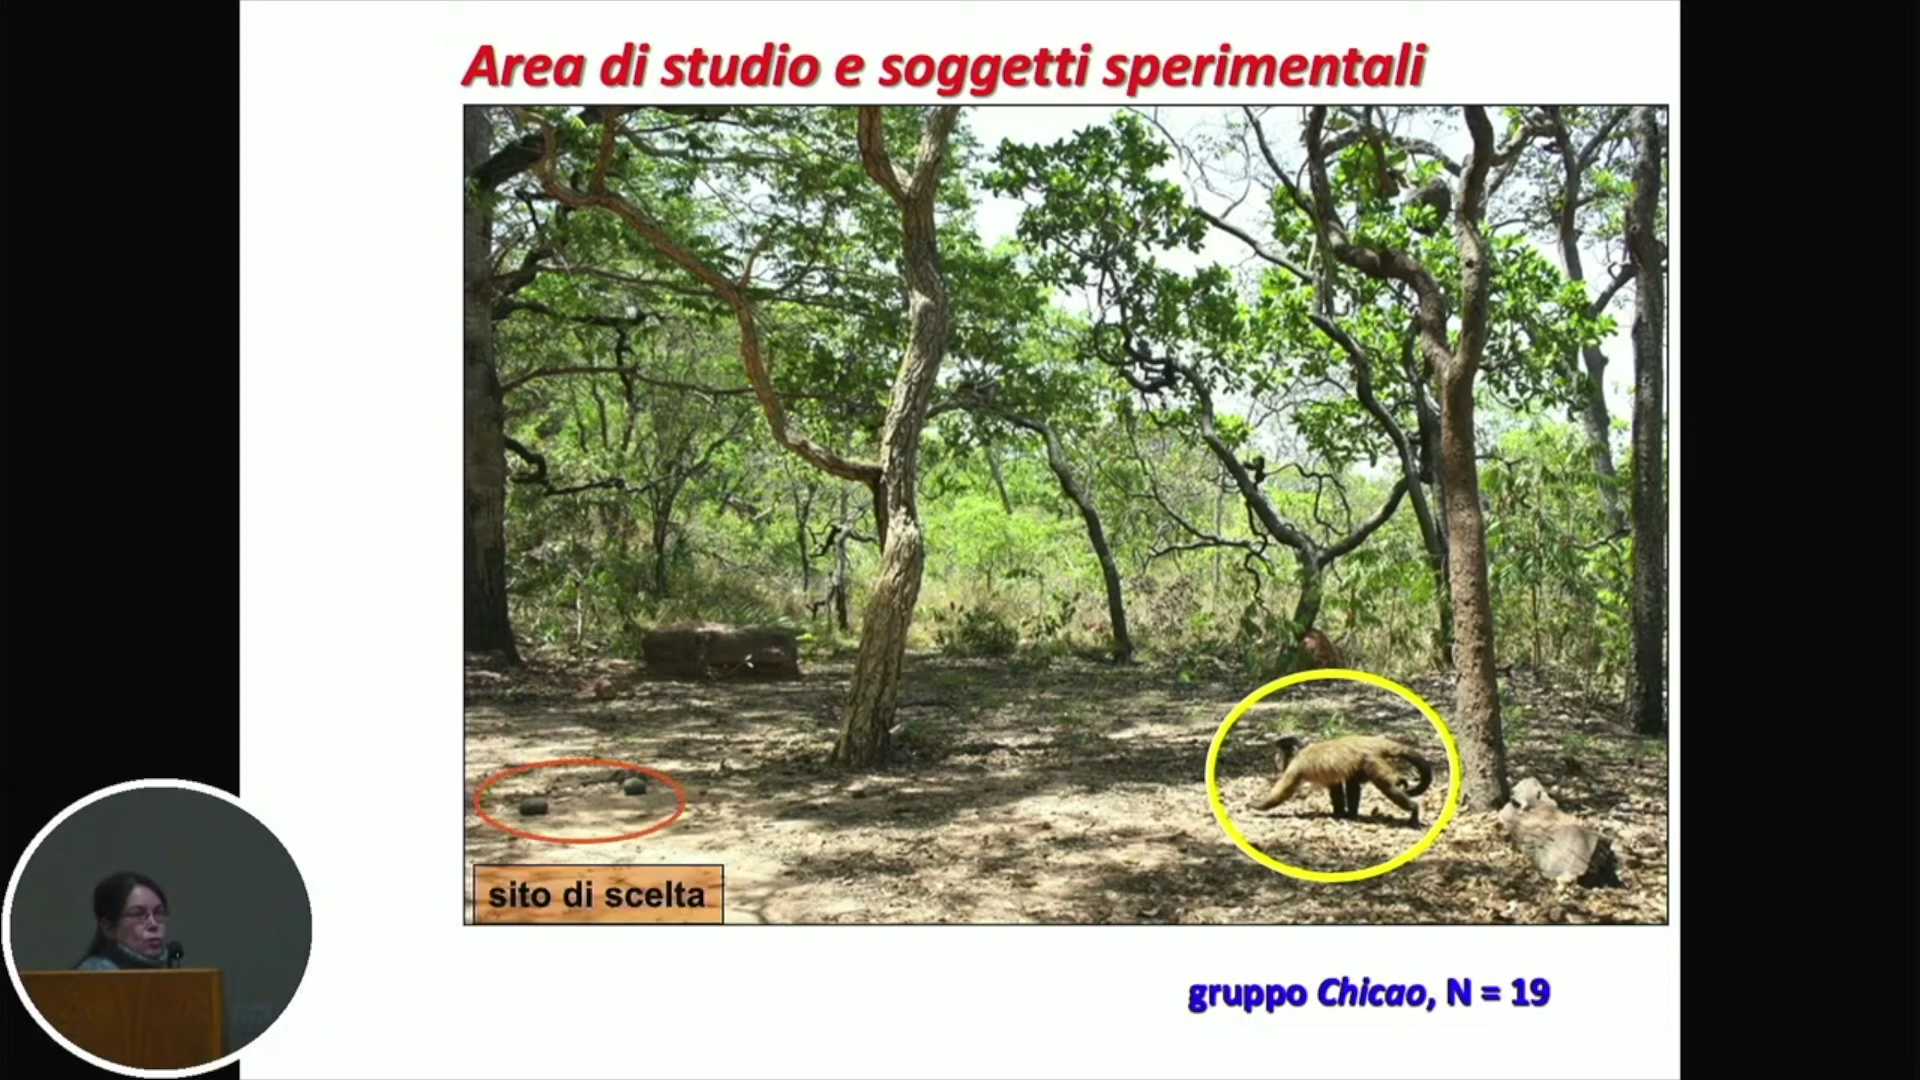 Area di studio e soggetti sperimentali
sito di scelta
gruppo Chicao, N = 19